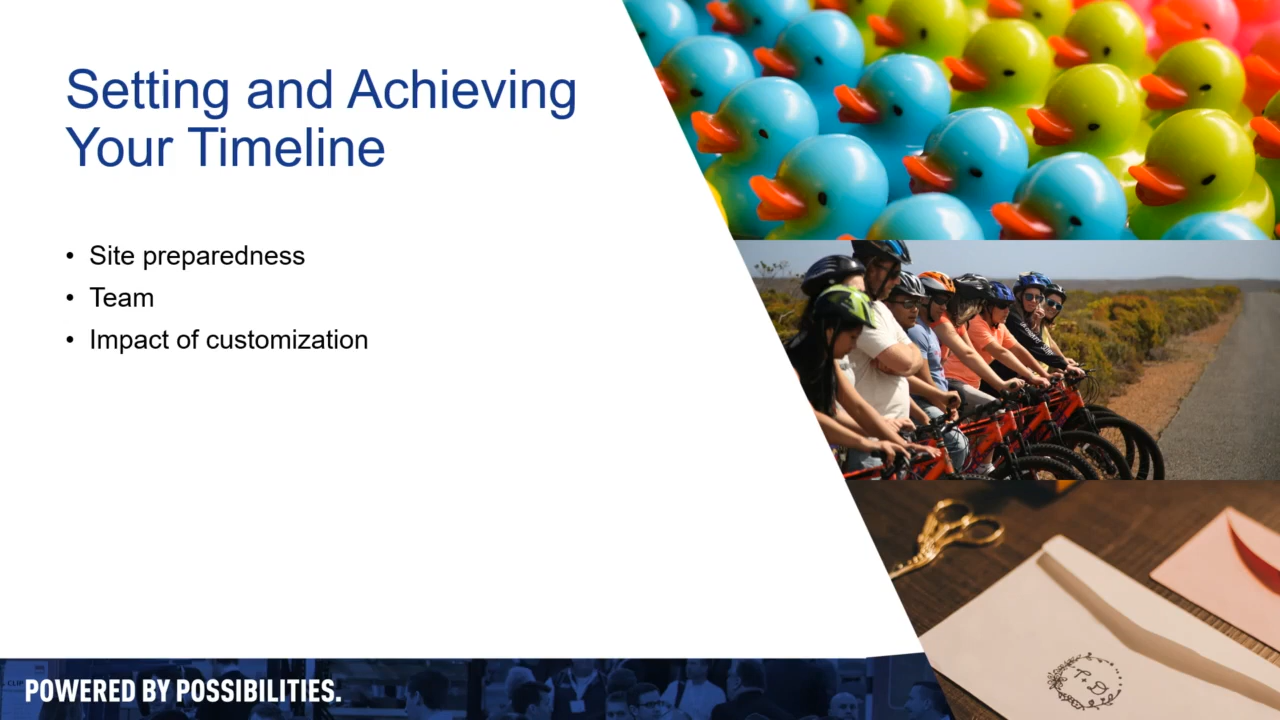 Setting and Achieving
Your Timeline
• Site preparedness
• Team
• Impact of customization
POWERED BY POSSIBILITIES.